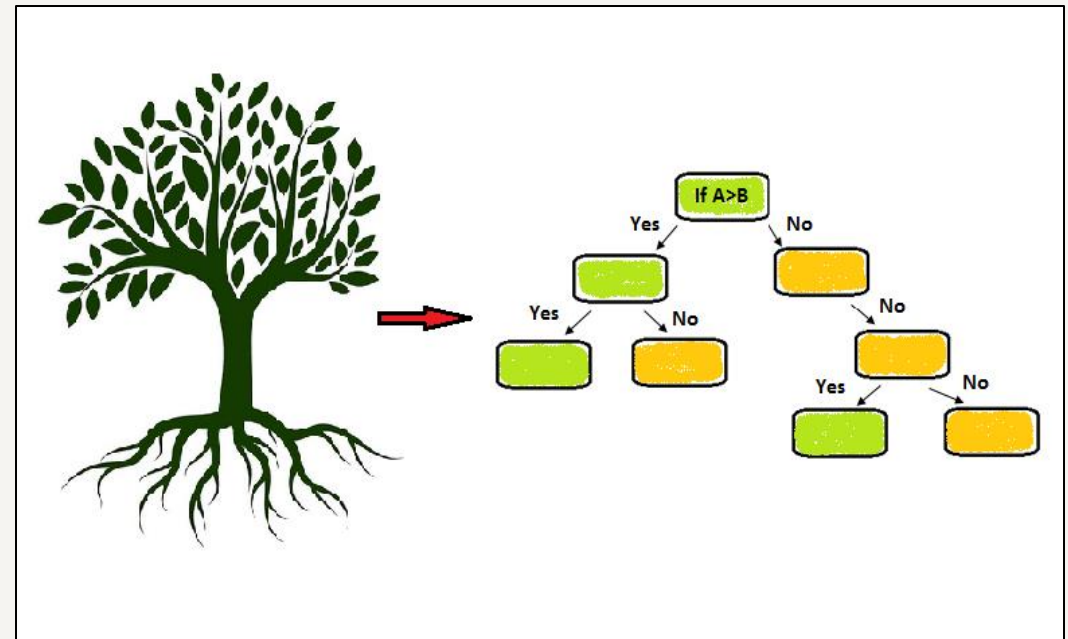 If A>B
Yes
No
Yes
No
No
Yes
No